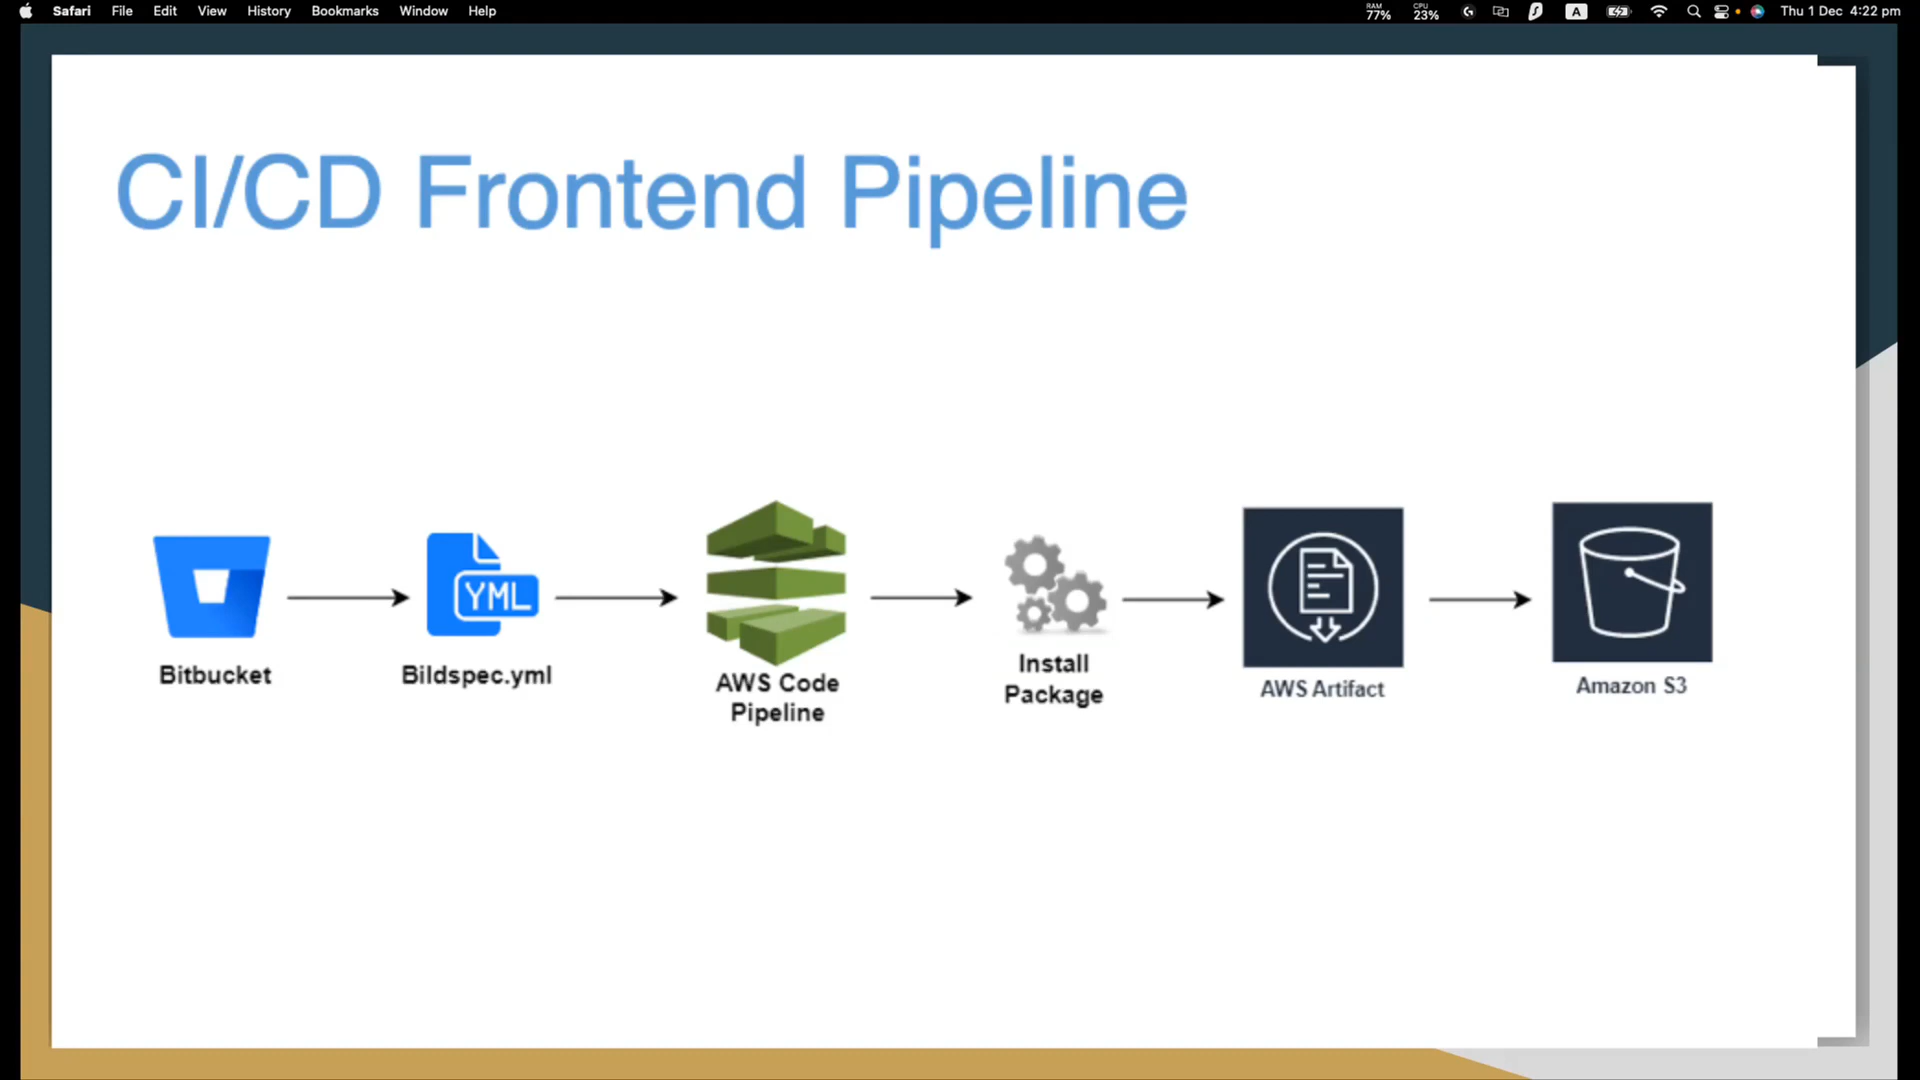 Safari File Edit View History Bookmarks Window Help RAM 77% CPU 23% A Thu 1 Dec 4:22 pm
CI/CD Frontend Pipeline
YML
Bitbucket
Bildspec.yml
AWS Code
Pipeline
Install
Package
AWS Artifact
Amazon S3